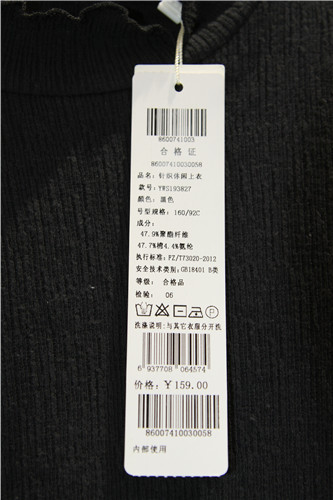 8600741003
合格证
86007410030058
品名：针织休闲上衣
款号：YWS193827
颜色：黑色
号型规格：160/92C
成分：
47.9%聚酯纤维
47.7%棉4.4%氨纶
执行标准：FZ/T73020-2012
安全技术类别：GB18401 B类
等级：合格品
检验：06
洗涤说明：与其它衣服分开洗
6 937708 064574
价格：￥159.00
86007410030058
内部使用